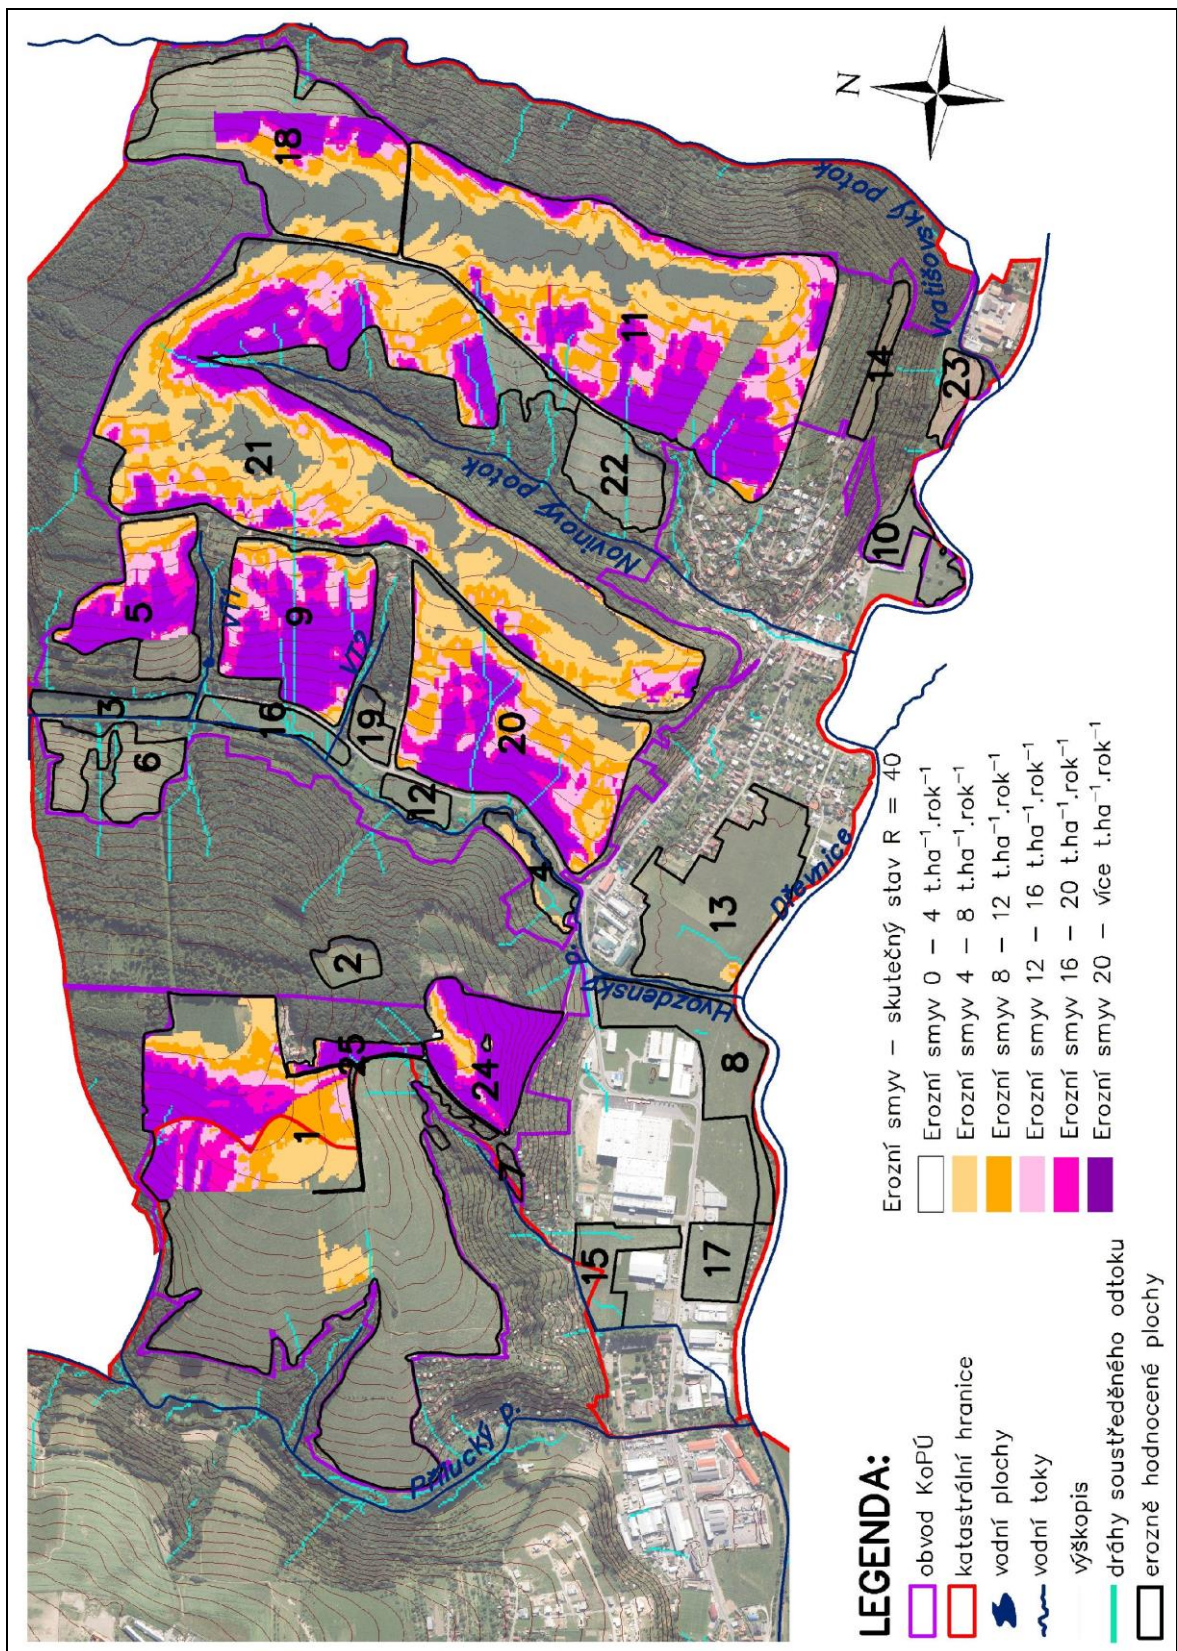 N
18
11
21
22
14
23
10
5
9
3
6
16
19
20
12
4
2
13
1
25
24
7
8
15
17
VT1
VT2
Vratišovský potok
Novinový potok
Hvozdenský p.
Dřevnice
Přílucký p.
LEGENDA:
obvod KoPÚ
katastrální hranice
vodní plochy
vodní toky
výškopis
dráhy soustředěného odtoku
erozně hodnocené plochy
Erozní smyv – skutečný stav R = 40
Erozní smyv 0 – 4 t.ha⁻¹.rok⁻¹
Erozní smyv 4 – 8 t.ha⁻¹.rok⁻¹
Erozní smyv 8 – 12 t.ha⁻¹.rok⁻¹
Erozní smyv 12 – 16 t.ha⁻¹.rok⁻¹
Erozní smyv 16 – 20 t.ha⁻¹.rok⁻¹
Erozní smyv 20 – více t.ha⁻¹.rok⁻¹